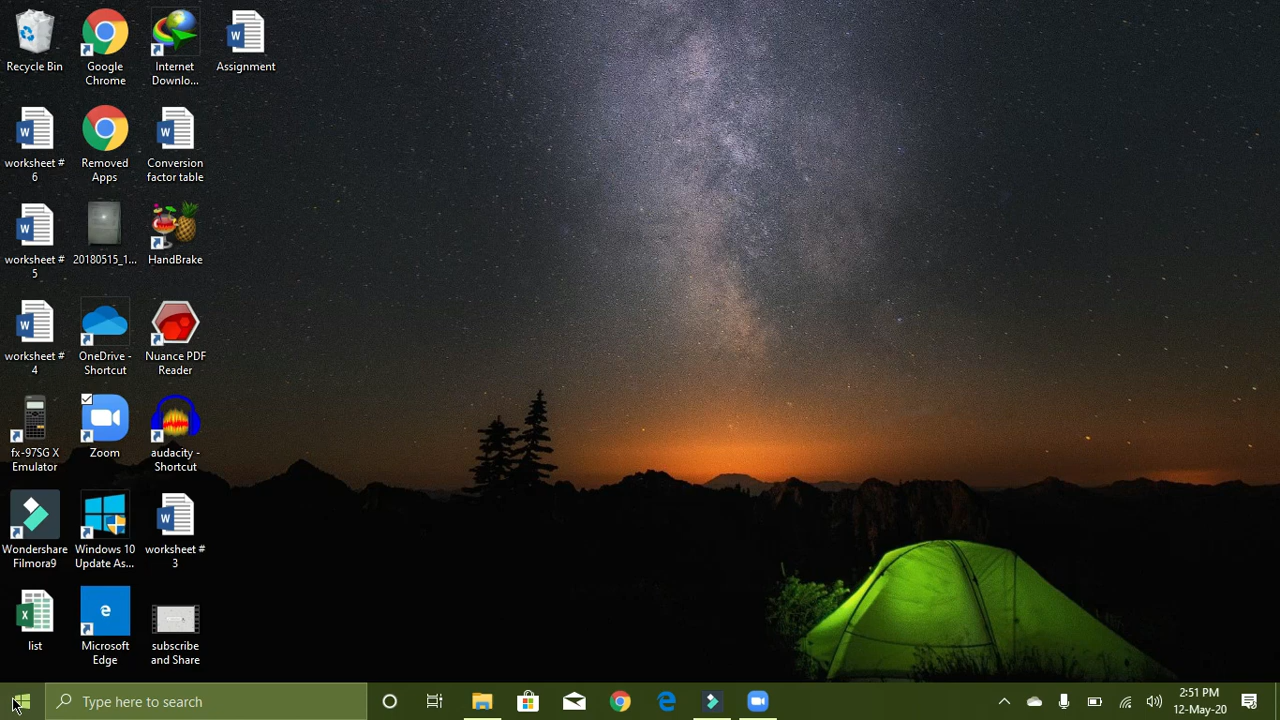 Recycle Bin
Google
Chrome
Internet
Downlo...
Assignment
worksheet #
6
Removed
Apps
Conversion
factor table
worksheet #
5
20180515_1...
HandBrake
worksheet #
4
OneDrive -
Shortcut
Nuance PDF
Reader
fx-97SG X
Emulator
Zoom
audacity -
Shortcut
Wondershare
Filmora9
Windows 10
Update As...
worksheet #
3
list
Microsoft
Edge
subscribe
and Share
Type here to search
2:51 PM
12-May-20